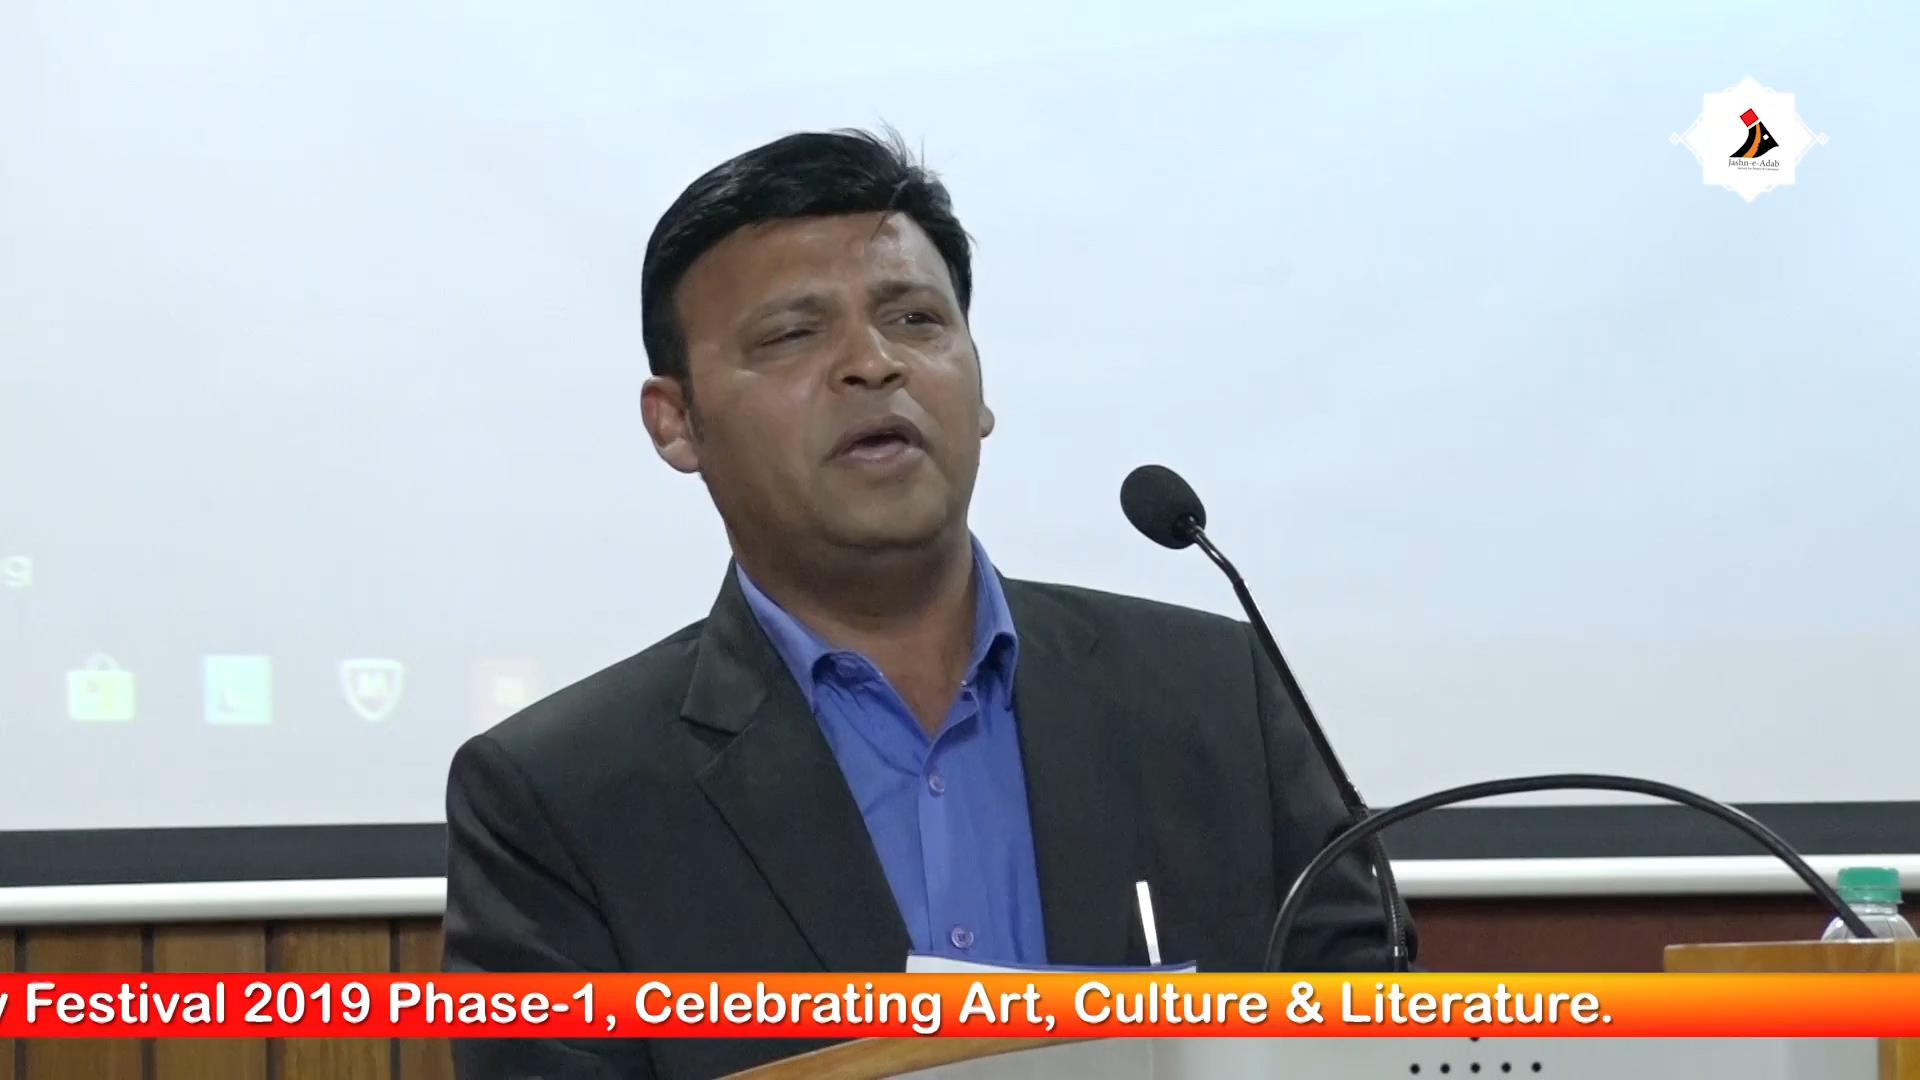 Jashn-e-Adab
g
y Festival 2019 Phase-1, Celebrating Art, Culture & Literature.